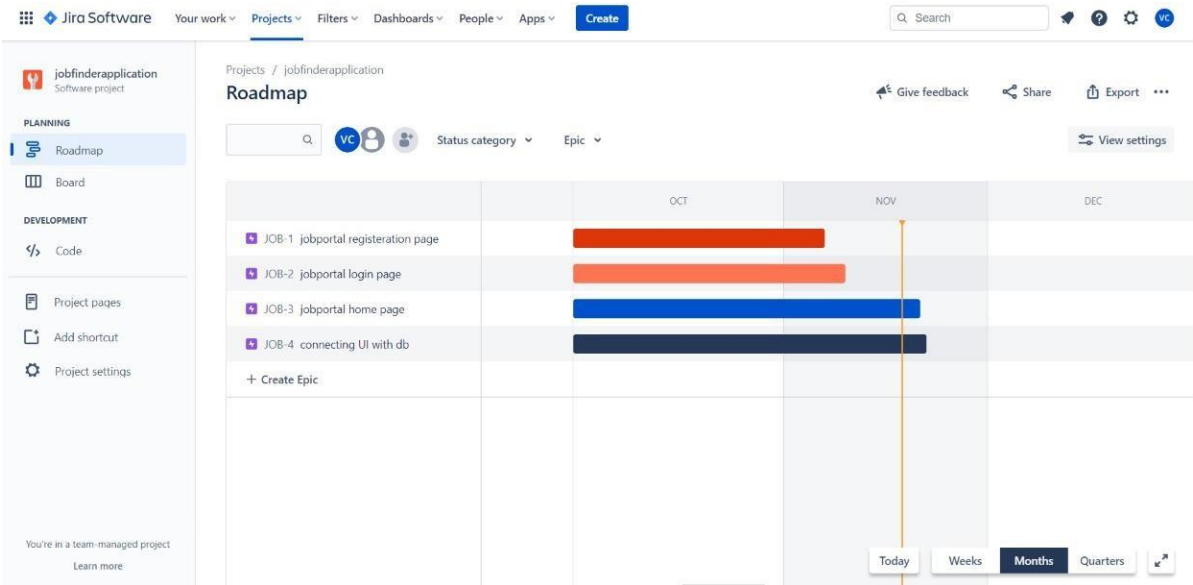 Jira Software Your work Projects Filters Dashboards People Apps Create Search VC
jobfinderapplication
Software project
PLANNING
Roadmap
Board
DEVELOPMENT
Code
Project pages
Add shortcut
Project settings
You're in a team-managed project
Learn more
Projects / jobfinderapplication
Roadmap
Give feedback Share Export
VC Status category Epic View settings
OCT NOV DEC
JOB-1 jobportal registeration page
JOB-2 jobportal login page
JOB-3 jobportal home page
JOB-4 connecting UI with db
+ Create Epic
Today Weeks Months Quarters